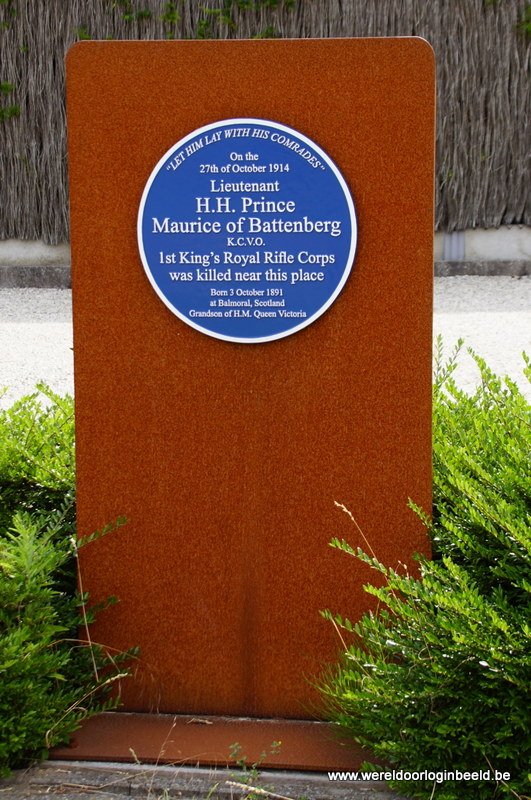 "LET HIM LAY WITH HIS COMRADES"
On the
27th of October 1914
Lieutenant
H.H. Prince
Maurice of Battenberg
K.C.V.O.
1st King's Royal Rifle Corps
was killed near this place
Born 3 October 1891
at Balmoral, Scotland
Grandson of H.M. Queen Victoria
www.wereldoorloginbeeld.be